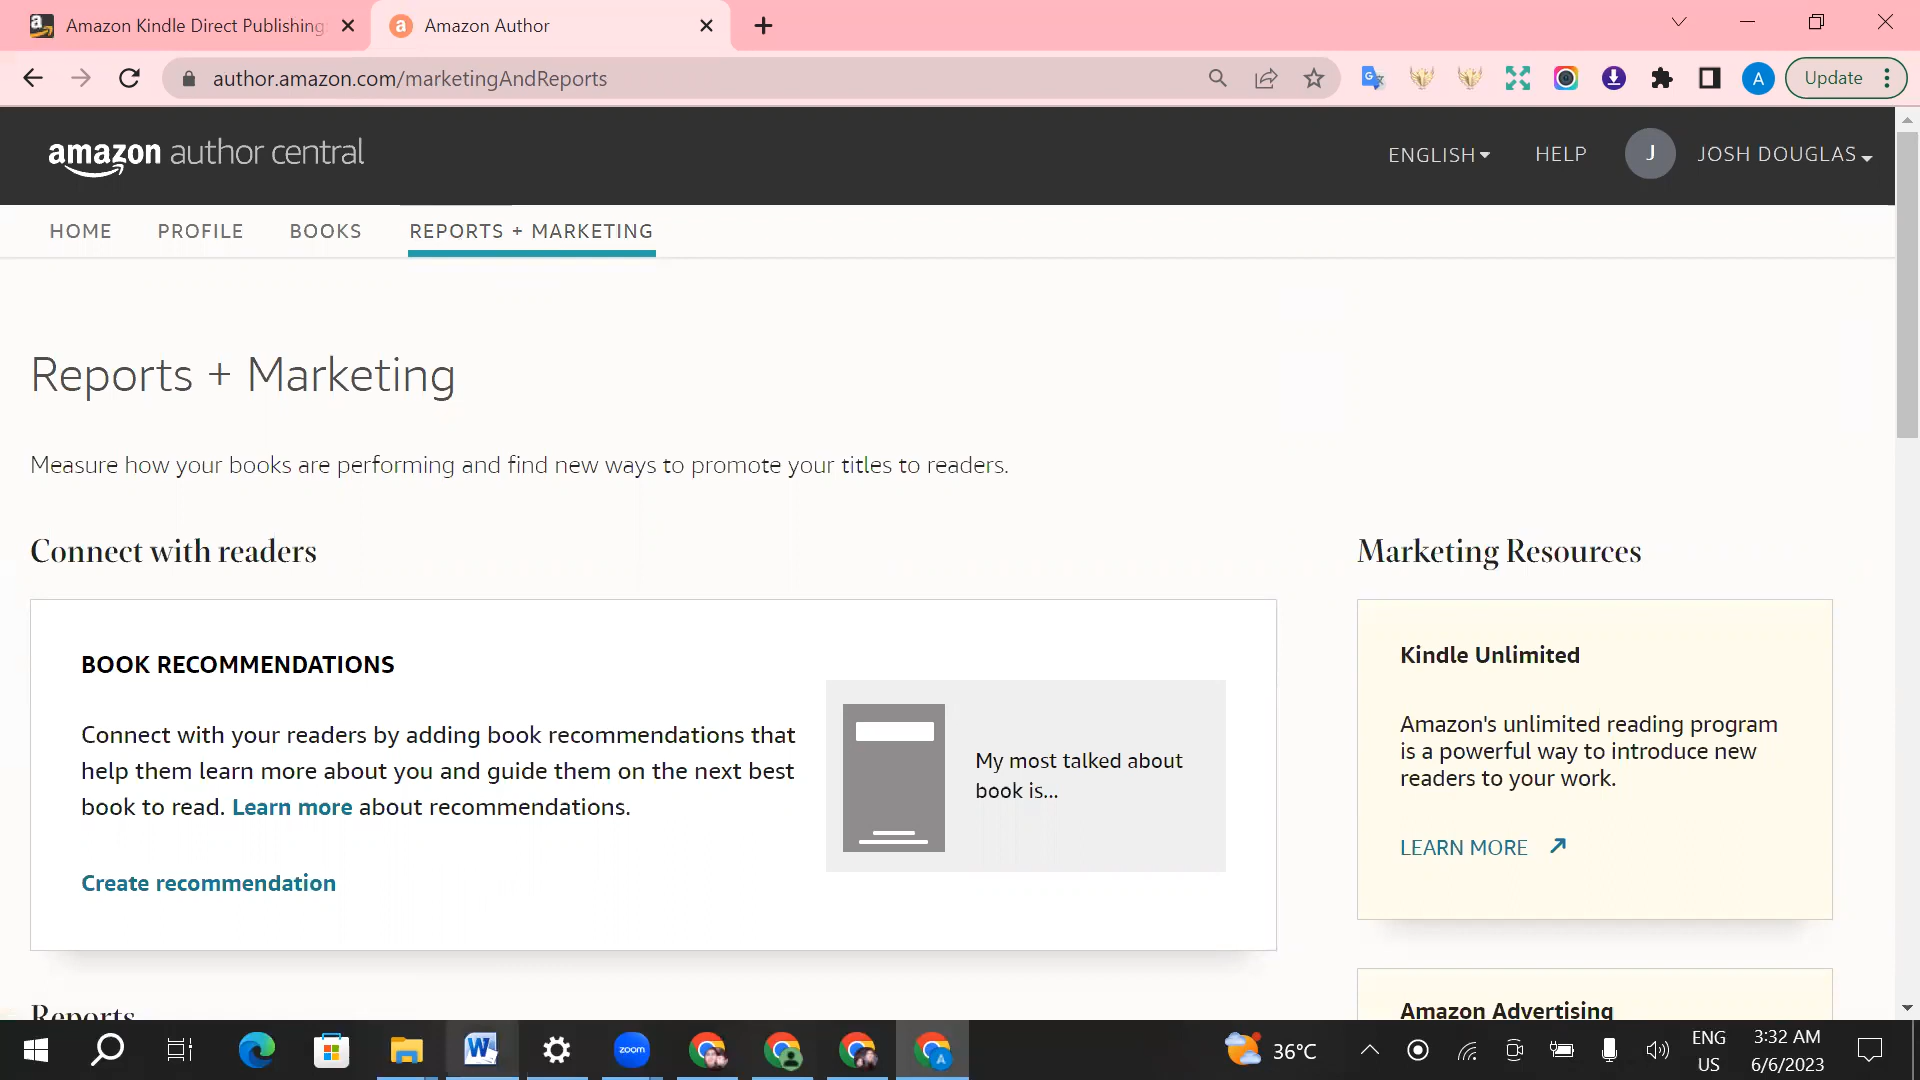 Amazon Kindle Direct Publishing:
Amazon Author
author.amazon.com/marketingAndReports
A
Update
amazon author central
ENGLISH
HELP
J
JOSH DOUGLAS
HOME
PROFILE
BOOKS
REPORTS + MARKETING
Reports + Marketing
Measure how your books are performing and find new ways to promote your titles to readers.
Connect with readers
BOOK RECOMMENDATIONS
Connect with your readers by adding book recommendations that
help them learn more about you and guide them on the next best
book to read. Learn more about recommendations.
Create recommendation
My most talked about
book is...
Marketing Resources
Kindle Unlimited
Amazon's unlimited reading program
is a powerful way to introduce new
readers to your work.
LEARN MORE
Reports
Amazon Advertising
zoom
36°C
ENG
US
3:32 AM
6/6/2023